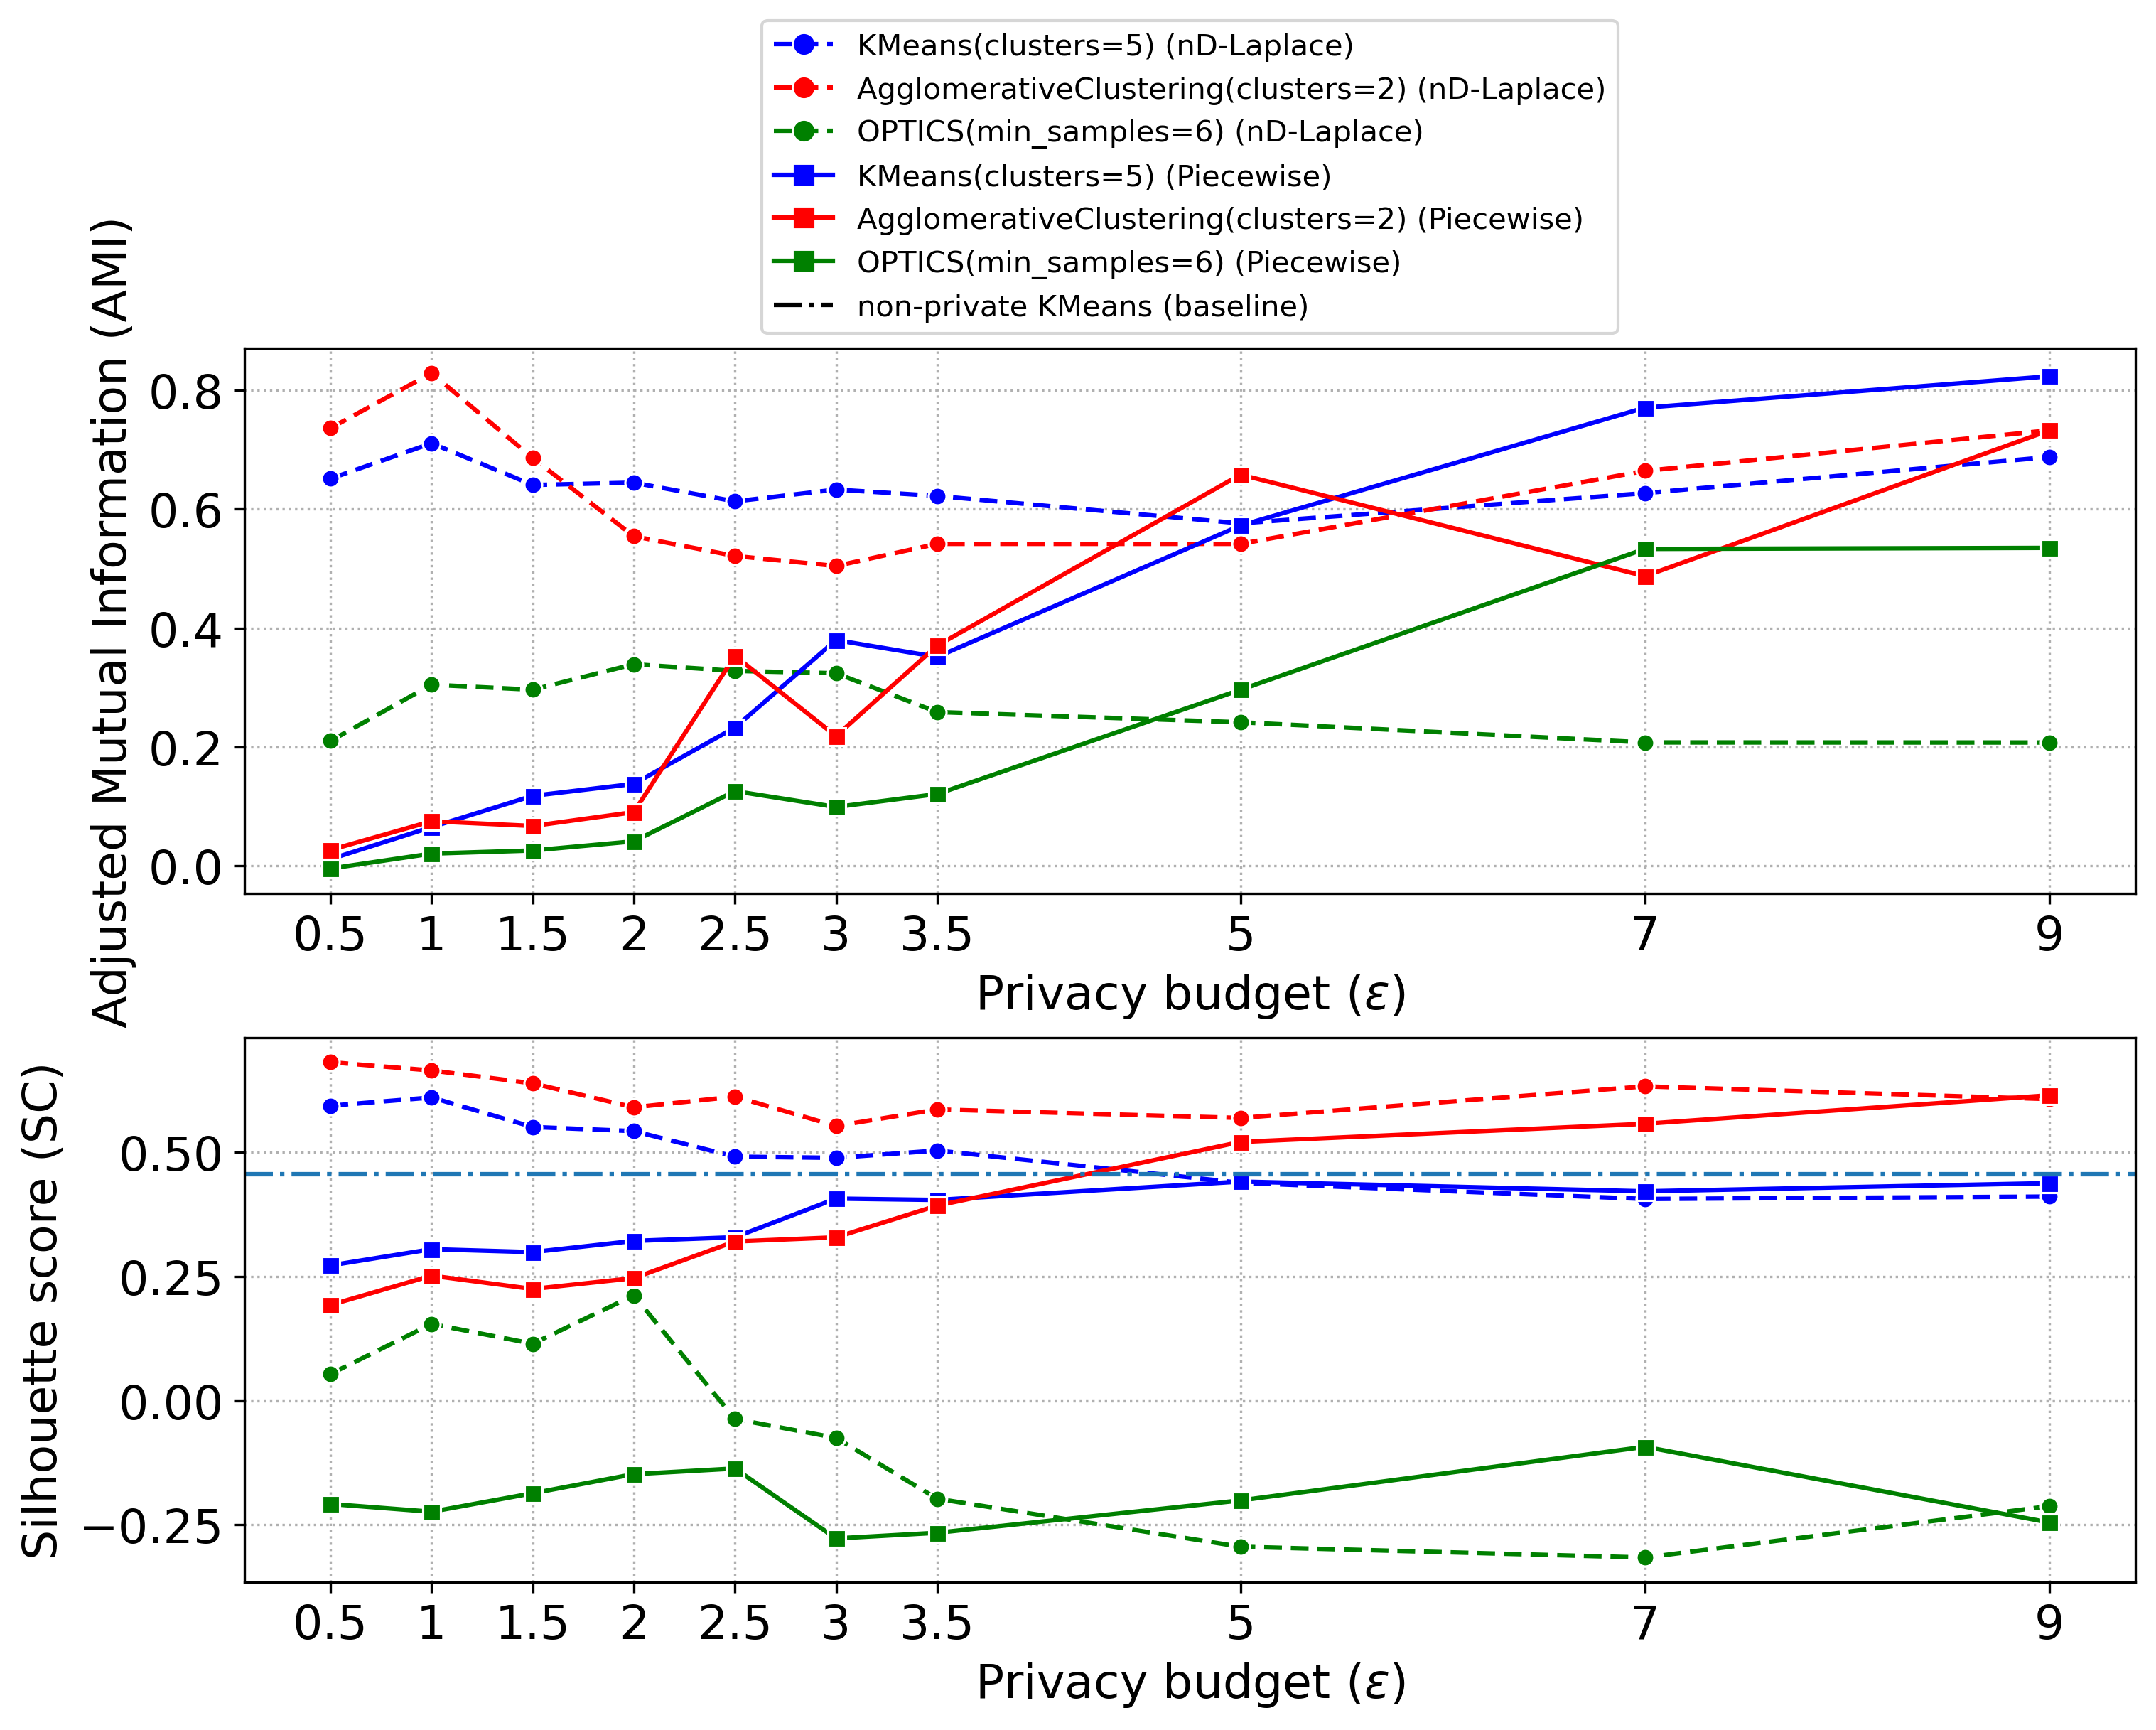 KMeans(clusters=5) (nD-Laplace)
AgglomerativeClustering(clusters=2) (nD-Laplace)
OPTICS(min_samples=6) (nD-Laplace)
KMeans(clusters=5) (Piecewise)
AgglomerativeClustering(clusters=2) (Piecewise)
OPTICS(min_samples=6) (Piecewise)
non-private KMeans (baseline)
Adjusted Mutual Information (AMI)
0.8
0.6
0.4
0.2
0.0
0.5 1 1.5 2 2.5 3 3.5 5 7 9
Privacy budget (ε)
Silhouette score (SC)
0.50
0.25
0.00
−0.25
0.5 1 1.5 2 2.5 3 3.5 5 7 9
Privacy budget (ε)